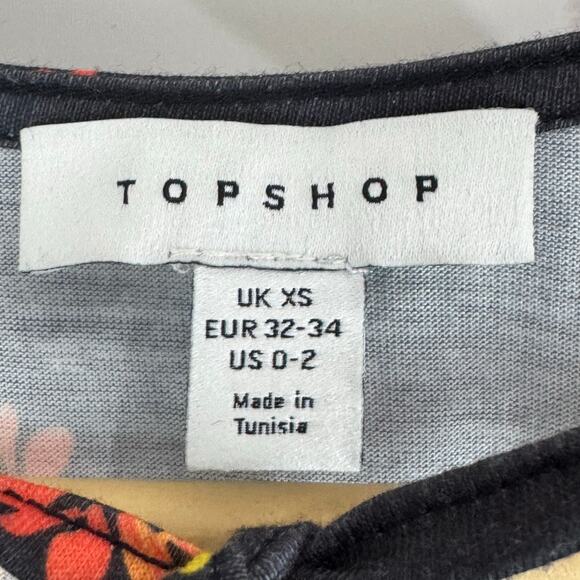 TOPSHOP
UK XS
EUR 32-34
US 0-2
Made in
Tunisia